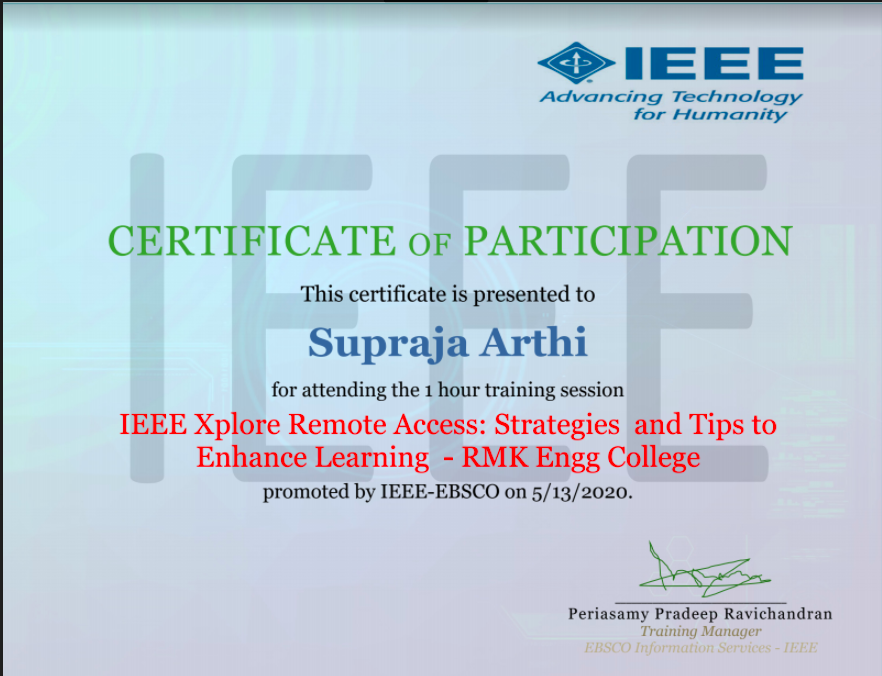 IEEE
Advancing Technology
for Humanity
IEEE
CERTIFICATE OF PARTICIPATION
This certificate is presented to
Supraja Arthi
for attending the 1 hour training session
IEEE Xplore Remote Access: Strategies and Tips to
Enhance Learning - RMK Engg College
promoted by IEEE-EBSCO on 5/13/2020.
Periasamy Pradeep Ravichandran
Training Manager
EBSCO Information Services - IEEE